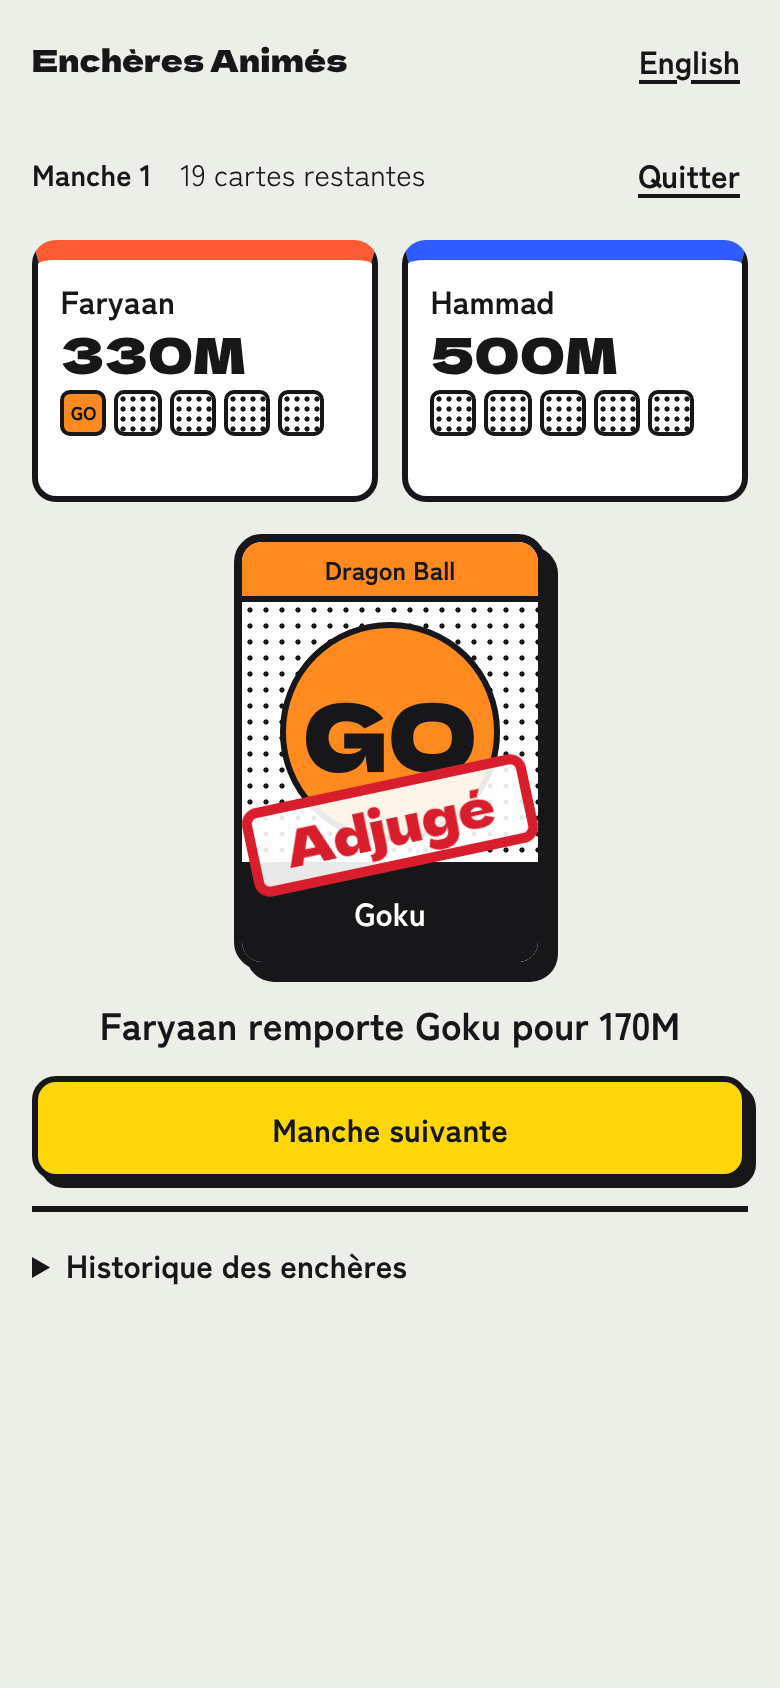 Enchères Animés
English
Manche 1 19 cartes restantes
Quitter
Faryaan
330M
GO
Hammad
500M
Dragon Ball
GO
Adjugé
Goku
Faryaan remporte Goku pour 170M
Manche suivante
Historique des enchères